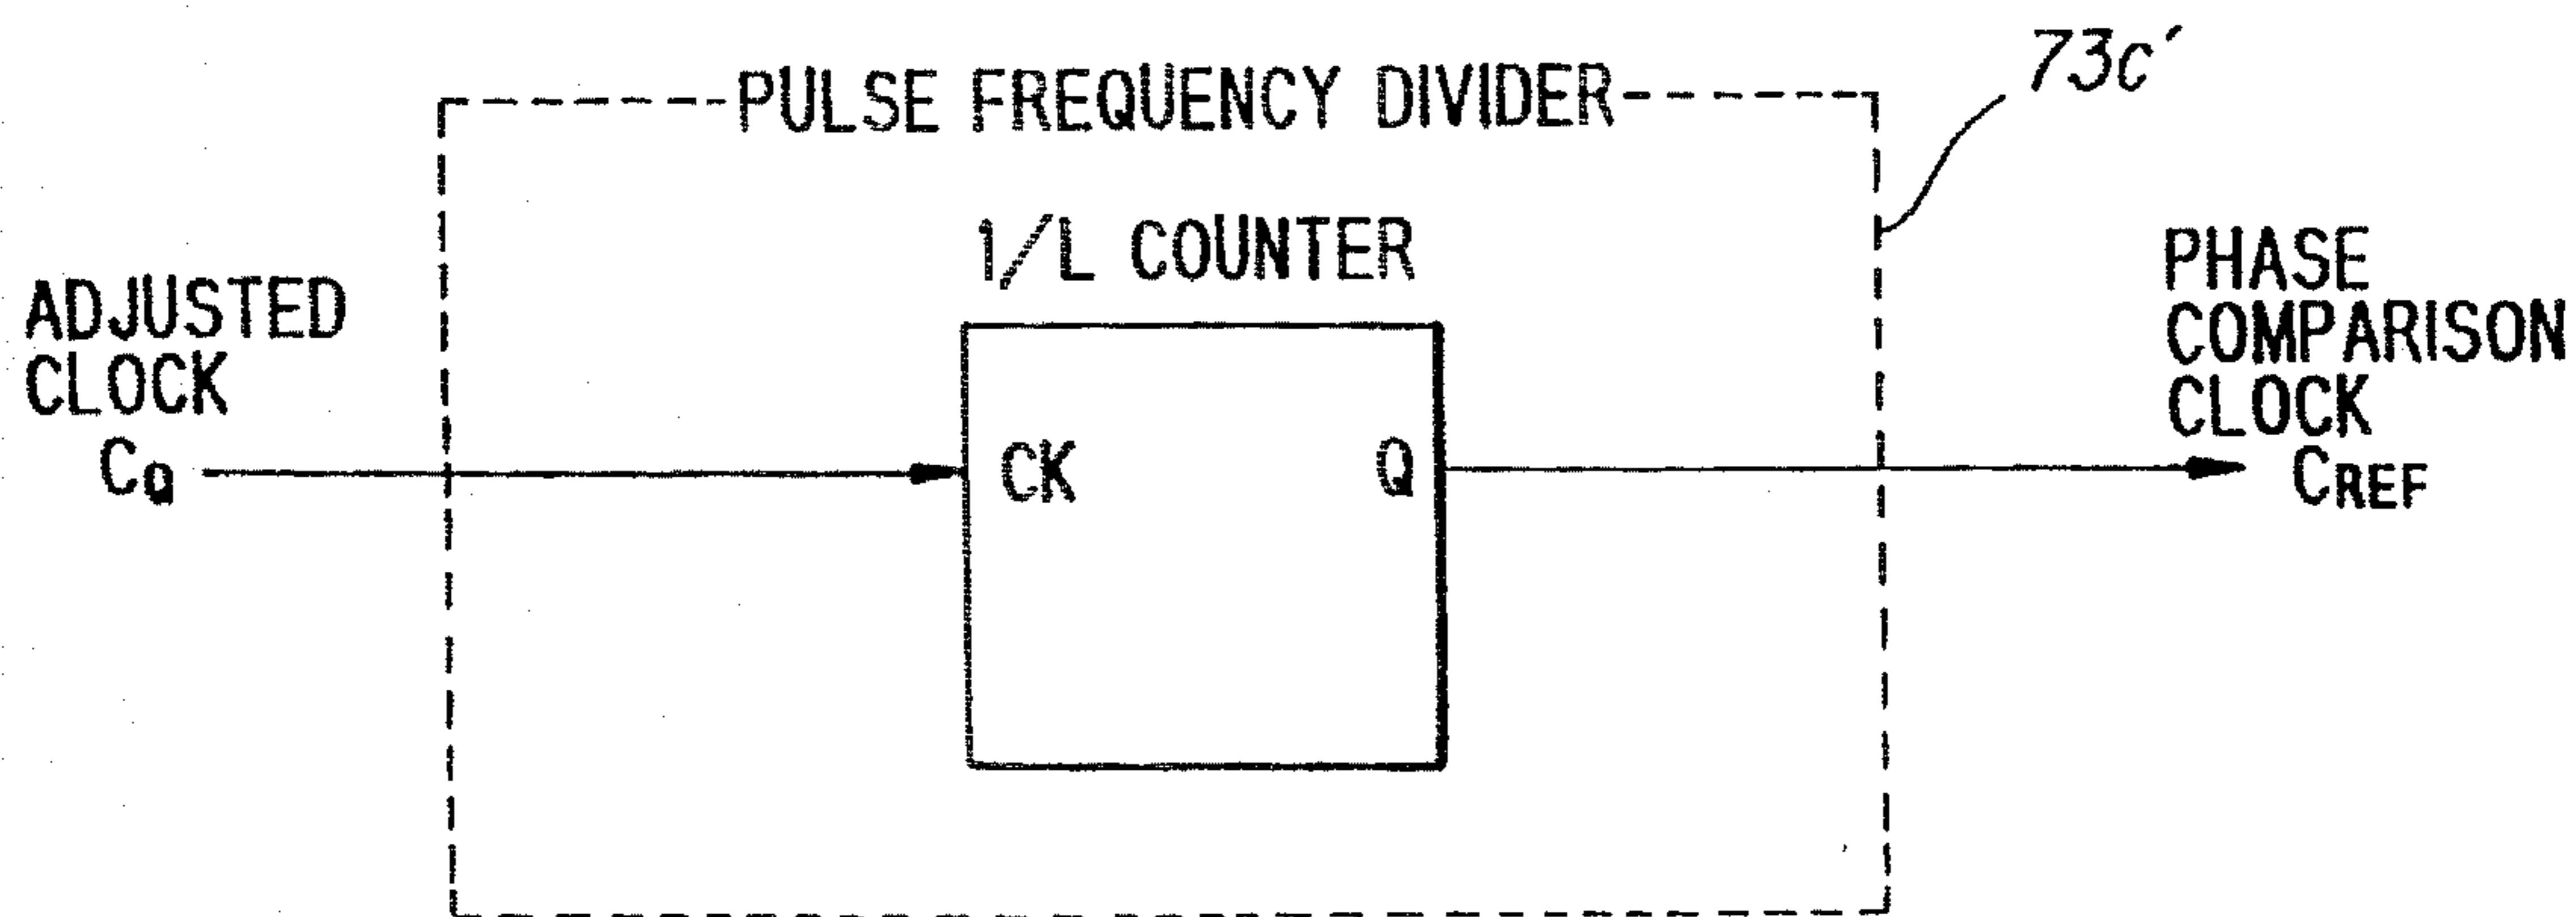 PULSE FREQUENCY DIVIDER
73c'
1/L COUNTER
ADJUSTED
CLOCK
CQ
CK
Q
PHASE
COMPARISON
CLOCK
CREF